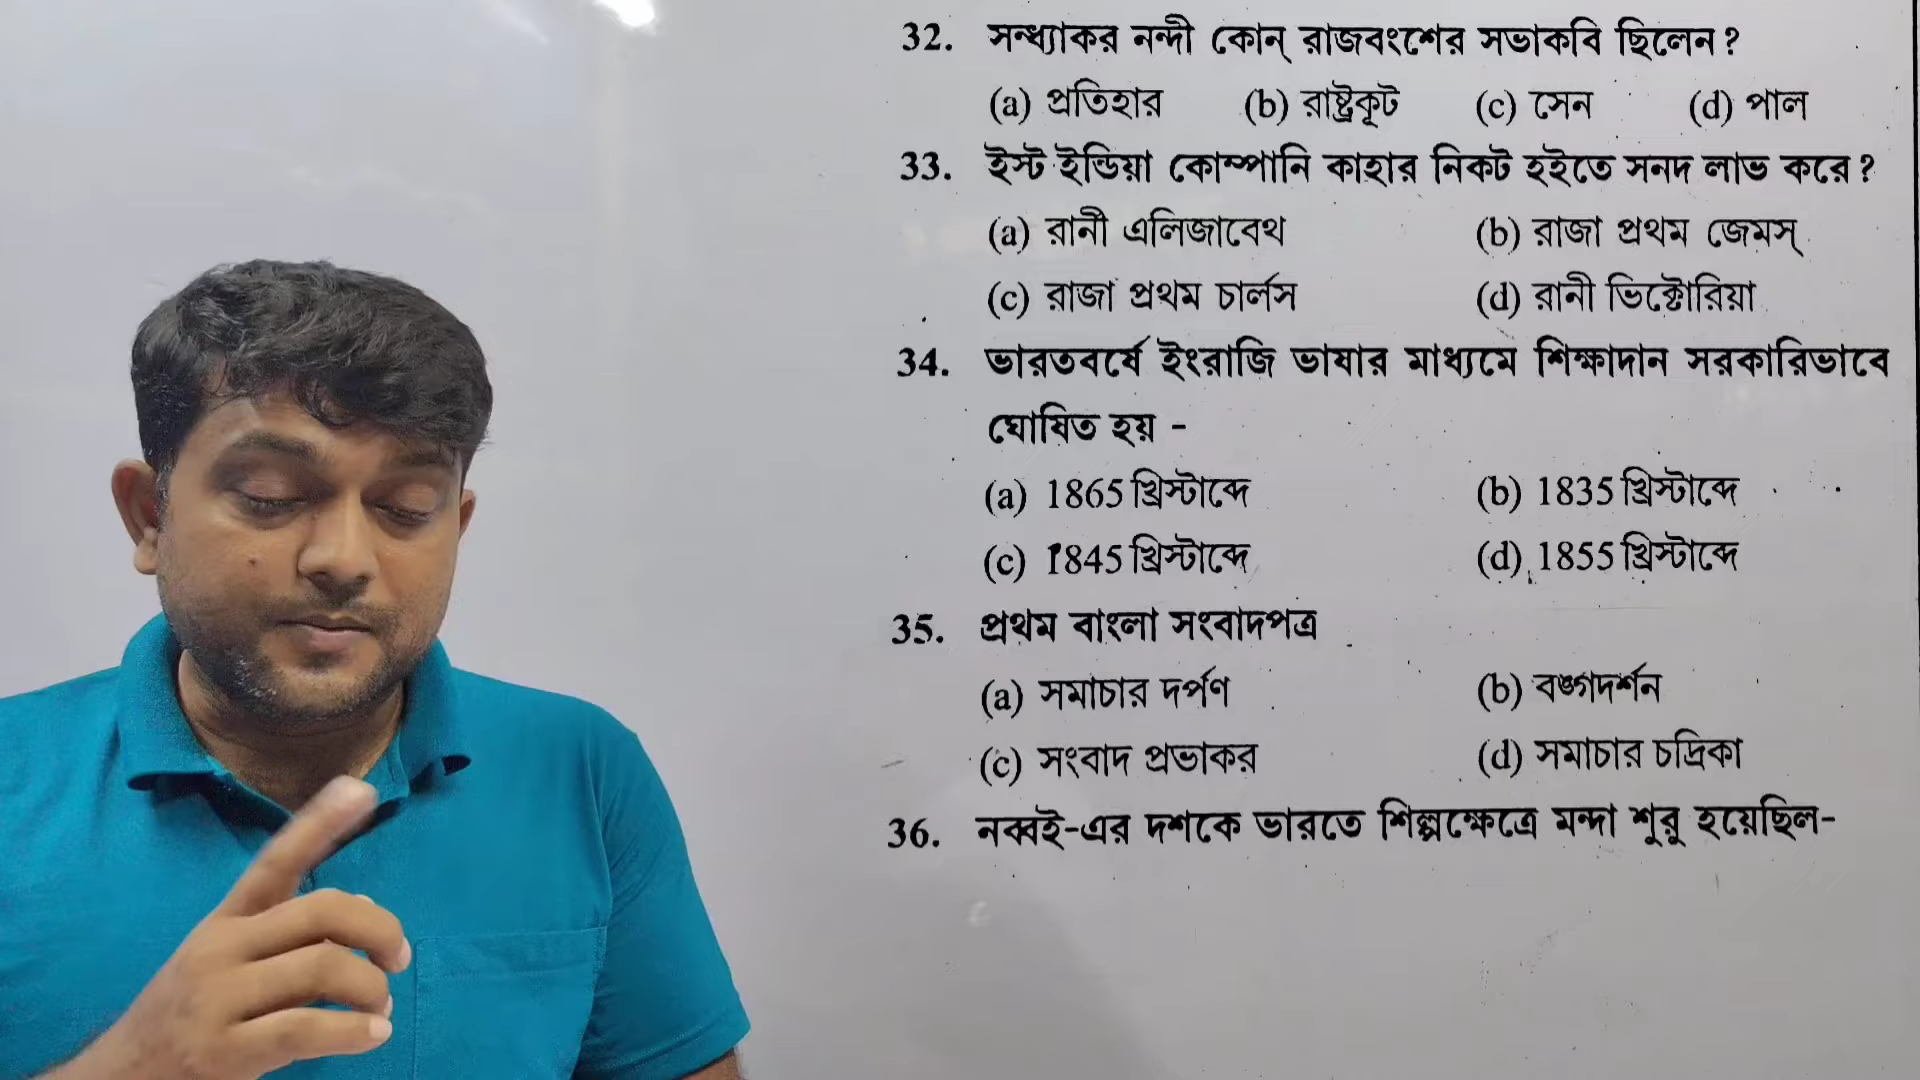 32. সন্ধ্যাকর নন্দী কোন্ রাজবংশের সভাকবি ছিলেন?
(a) প্রতিহার (b) রাষ্ট্রকূট (c) সেন (d) পাল
33. ইস্ট ইন্ডিয়া কোম্পানি কাহার নিকট হইতে সনদ লাভ করে?
(a) রানী এলিজাবেথ (b) রাজা প্রথম জেমস্
(c) রাজা প্রথম চার্লস (d) রানী ভিক্টোরিয়া
34. ভারতবর্ষে ইংরাজি ভাষার মাধ্যমে শিক্ষাদান সরকারিভাবে
ঘোষিত হয় -
(a) 1865 খ্রিস্টাব্দে (b) 1835 খ্রিস্টাব্দে
(c) 1845 খ্রিস্টাব্দে (d) 1855 খ্রিস্টাব্দে
35. প্রথম বাংলা সংবাদপত্র
(a) সমাচার দর্পণ (b) বঙ্গদর্শন
(c) সংবাদ প্রভাকর (d) সমাচার চন্দ্রিকা
36. নব্বই-এর দশকে ভারতে শিল্পক্ষেত্রে মন্দা শুরু হয়েছিল-